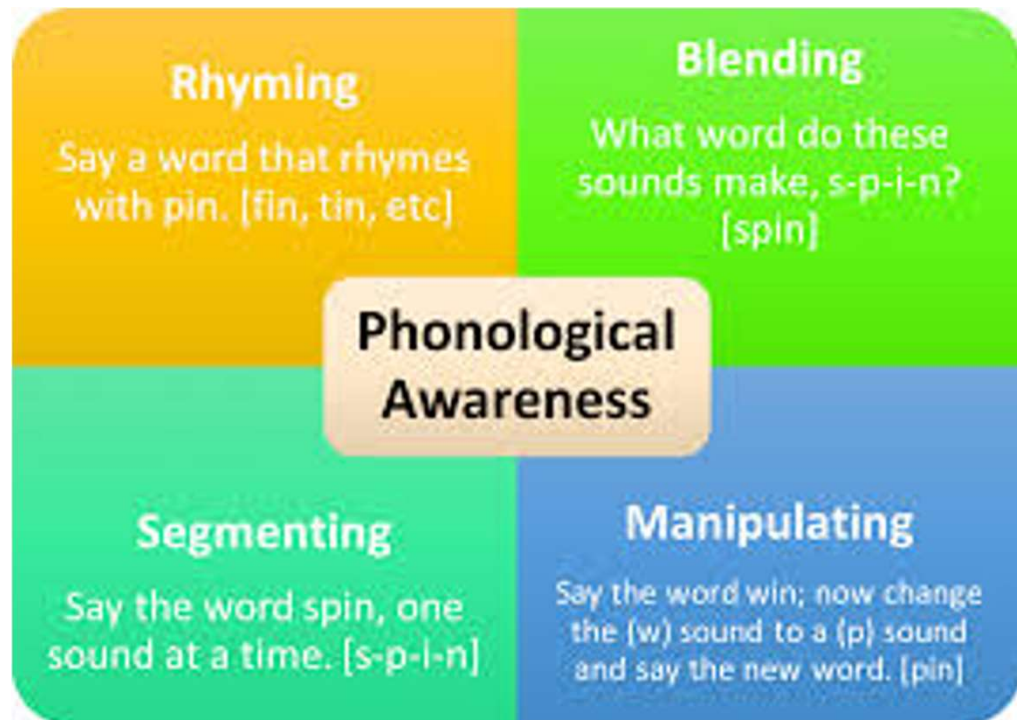 Rhyming
Say a word that rhymes
with pin. [fin, tin, etc]
Blending
What word do these
sounds make, s-p-i-n?
[spin]
Phonological
Awareness
Segmenting
Say the word spin, one
sound at a time. [s-p-i-n]
Manipulating
Say the word win; now change
the (w) sound to a (p) sound
and say the new word. [pin]